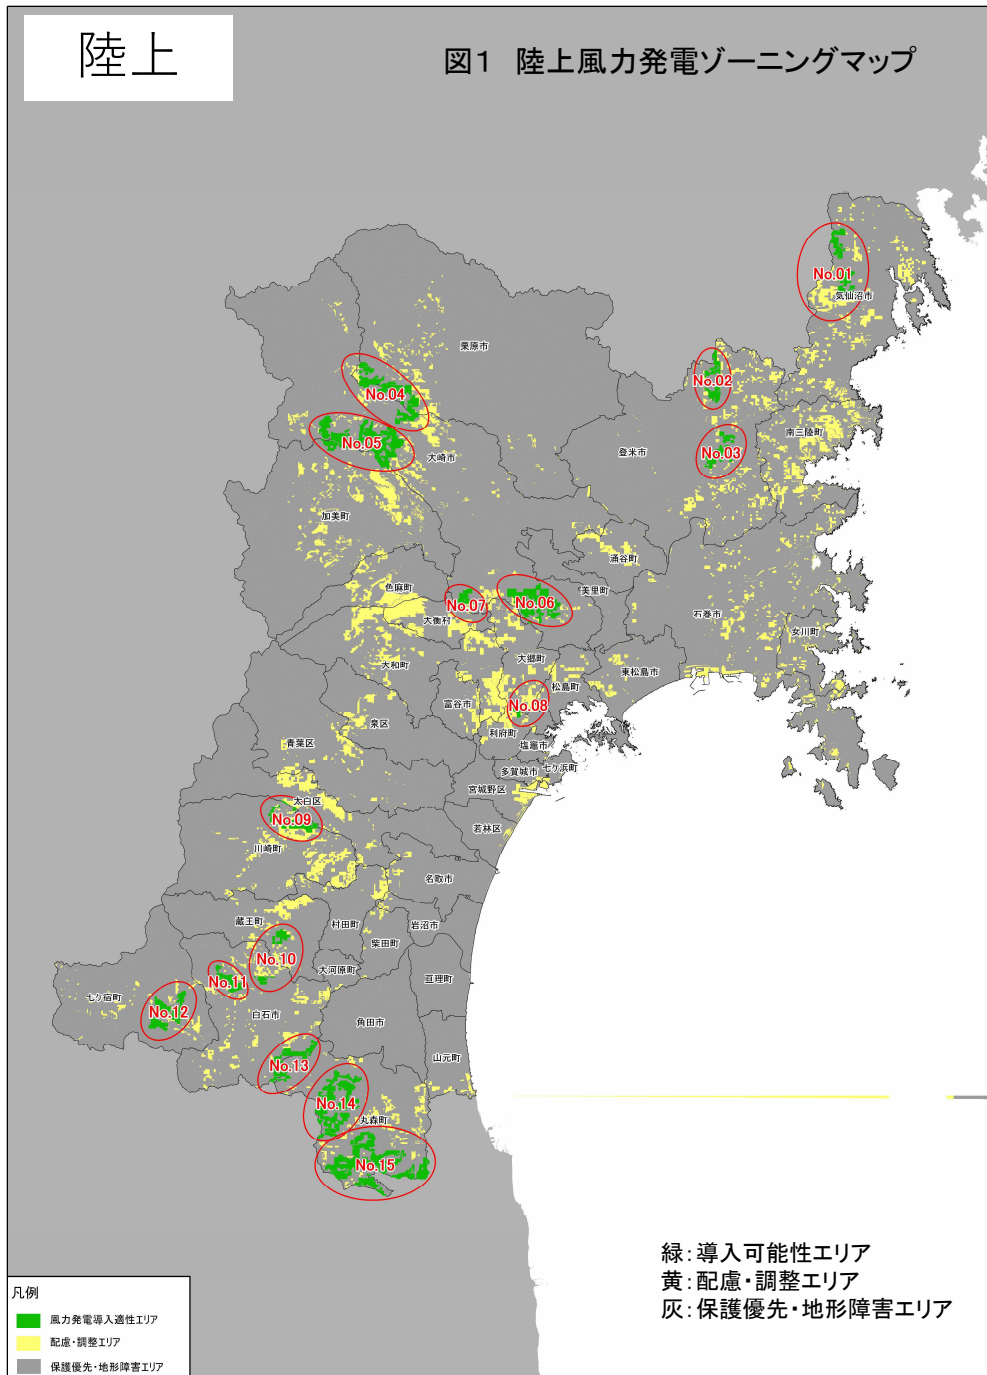 陸上
図1 陸上風力発電ゾーニングマップ
No.01
気仙沼市
栗原市
No.02
No.04
南三陸町
No.05
No.03
登米市
大崎市
加美町
涌谷町
色麻町
美里町
No.07
No.06
石巻市
大衡村
女川町
大郷町
大和町
東松島市
松島町
富谷市
No.08
泉区
利府町
青葉区
塩竈市
多賀城市
七ケ浜町
宮城野区
太白区
No.09
若林区
川崎町
名取市
蔵王町
村田町
岩沼市
柴田町
No.10
大河原町
No.11
亘理町
七ケ宿町
No.12
白石市
角田市
山元町
No.13
No.14
丸森町
No.15
緑:導入可能性エリア
黄:配慮・調整エリア
灰:保護優先・地形障害エリア
凡例
風力発電導入適性エリア
配慮・調整エリア
保護優先・地形障害エリア